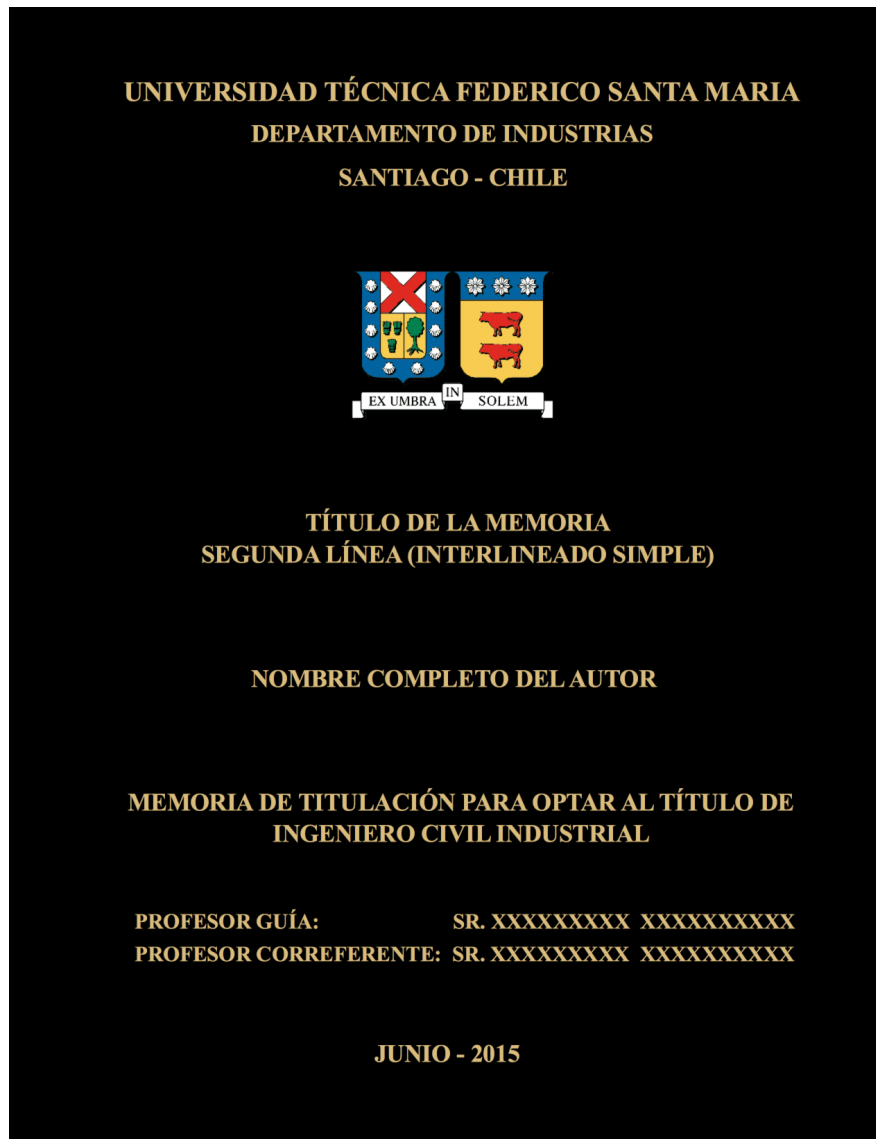 UNIVERSIDAD TÉCNICA FEDERICO SANTA MARIA
DEPARTAMENTO DE INDUSTRIAS
SANTIAGO - CHILE
EX UMBRA IN SOLEM
TÍTULO DE LA MEMORIA
SEGUNDA LÍNEA (INTERLINEADO SIMPLE)
NOMBRE COMPLETO DEL AUTOR
MEMORIA DE TITULACIÓN PARA OPTAR AL TÍTULO DE
INGENIERO CIVIL INDUSTRIAL
PROFESOR GUÍA: SR. XXXXXXXXX XXXXXXXXXX
PROFESOR CORREFERENTE: SR. XXXXXXXXX XXXXXXXXXX
JUNIO - 2015